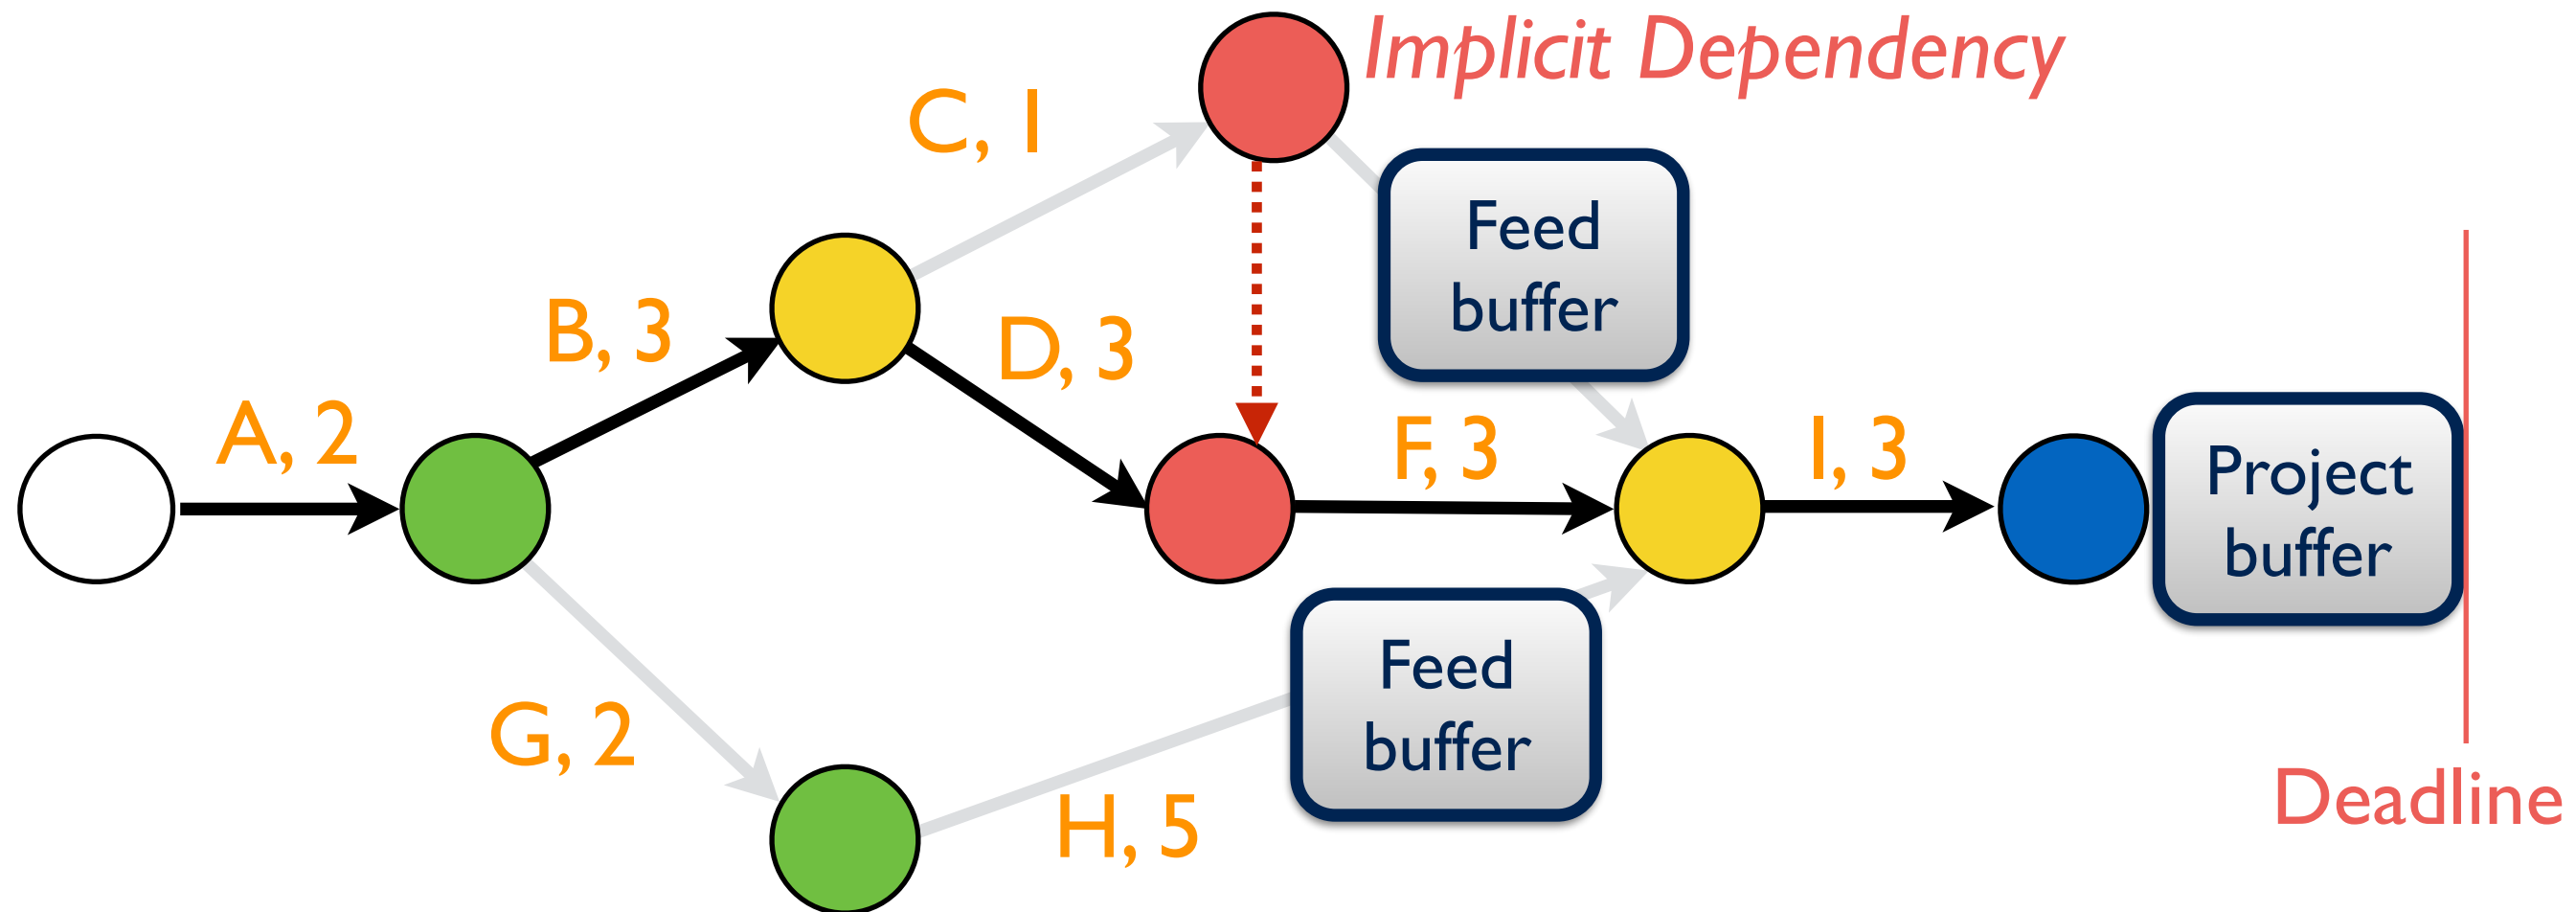 Implicit Dependency
C, 1
Feed
buffer
B, 3
D, 3
A, 2
F, 3
I, 3
Project
buffer
Feed
buffer
G, 2
H, 5
Deadline